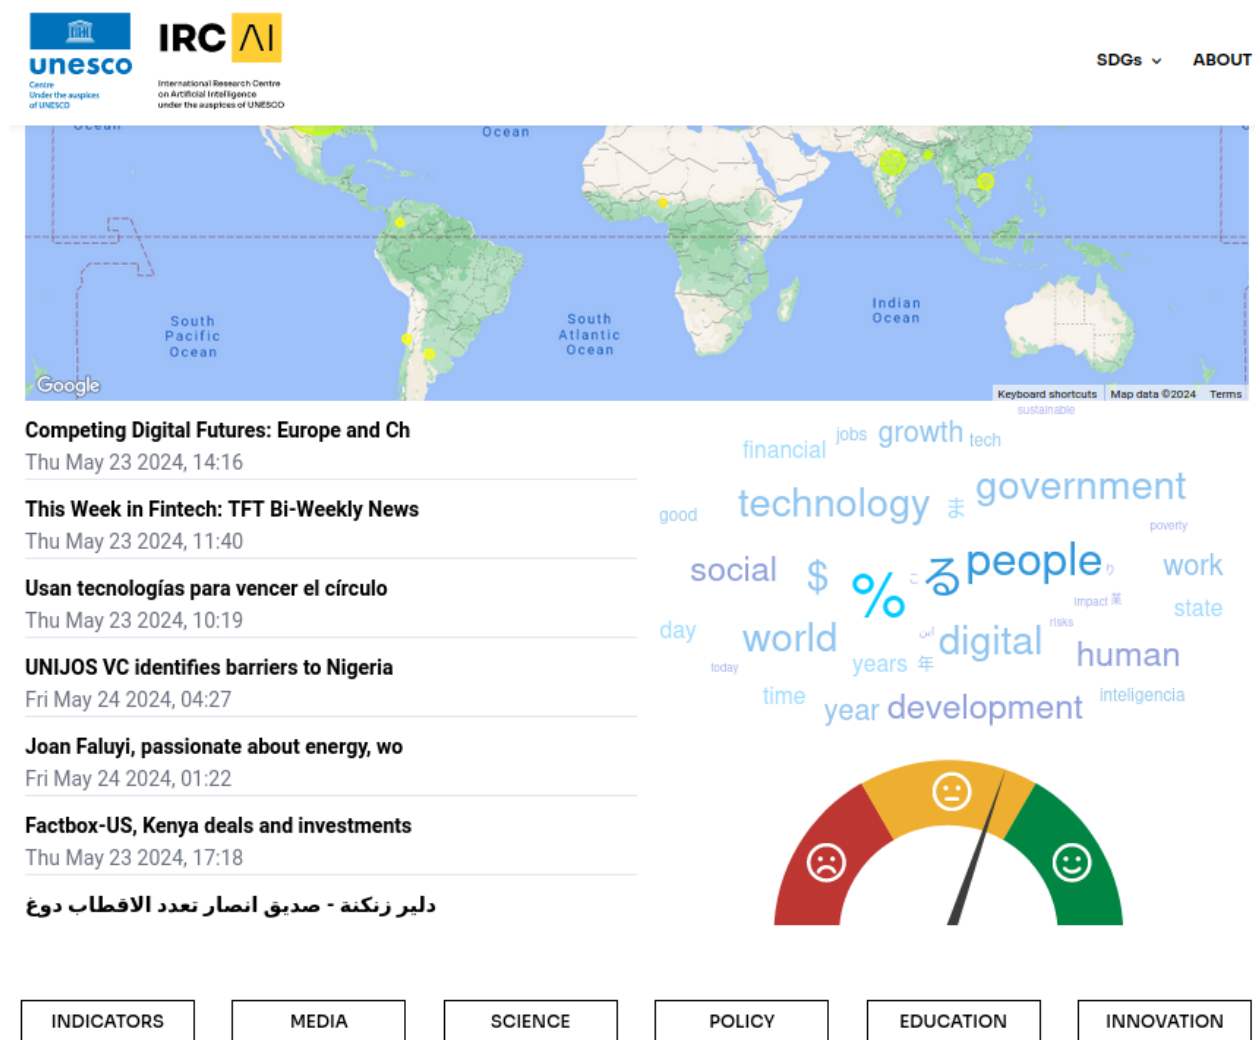 unesco
Centre
Under the auspices
of UNESCO
IRC AI
International Research Centre
on Artificial Intelligence
under the auspices of UNESCO
SDGs
ABOUT
Ocean
Ocean
South
Pacific
Ocean
South
Atlantic
Ocean
Indian
Ocean
Google
Keyboard shortcuts
Map data ©2024
Terms
Competing Digital Futures: Europe and Ch
Thu May 23 2024, 14:16
This Week in Fintech: TFT Bi-Weekly News
Thu May 23 2024, 11:40
Usan tecnologías para vencer el círculo
Thu May 23 2024, 10:19
UNIJOS VC identifies barriers to Nigeria
Fri May 24 2024, 04:27
Joan Faluyi, passionate about energy, wo
Fri May 24 2024, 01:22
Factbox-US, Kenya deals and investments
Thu May 23 2024, 17:18
دلير زنكنة - صديق انصار تعدد الاقطاب دوغ
sustainable
financial jobs growth tech
technology ま government
good
poverty
social $ % こ る people り work
impact 業
state
day world این digital risks
today years 年 human
time year development inteligencia
INDICATORS
MEDIA
SCIENCE
POLICY
EDUCATION
INNOVATION